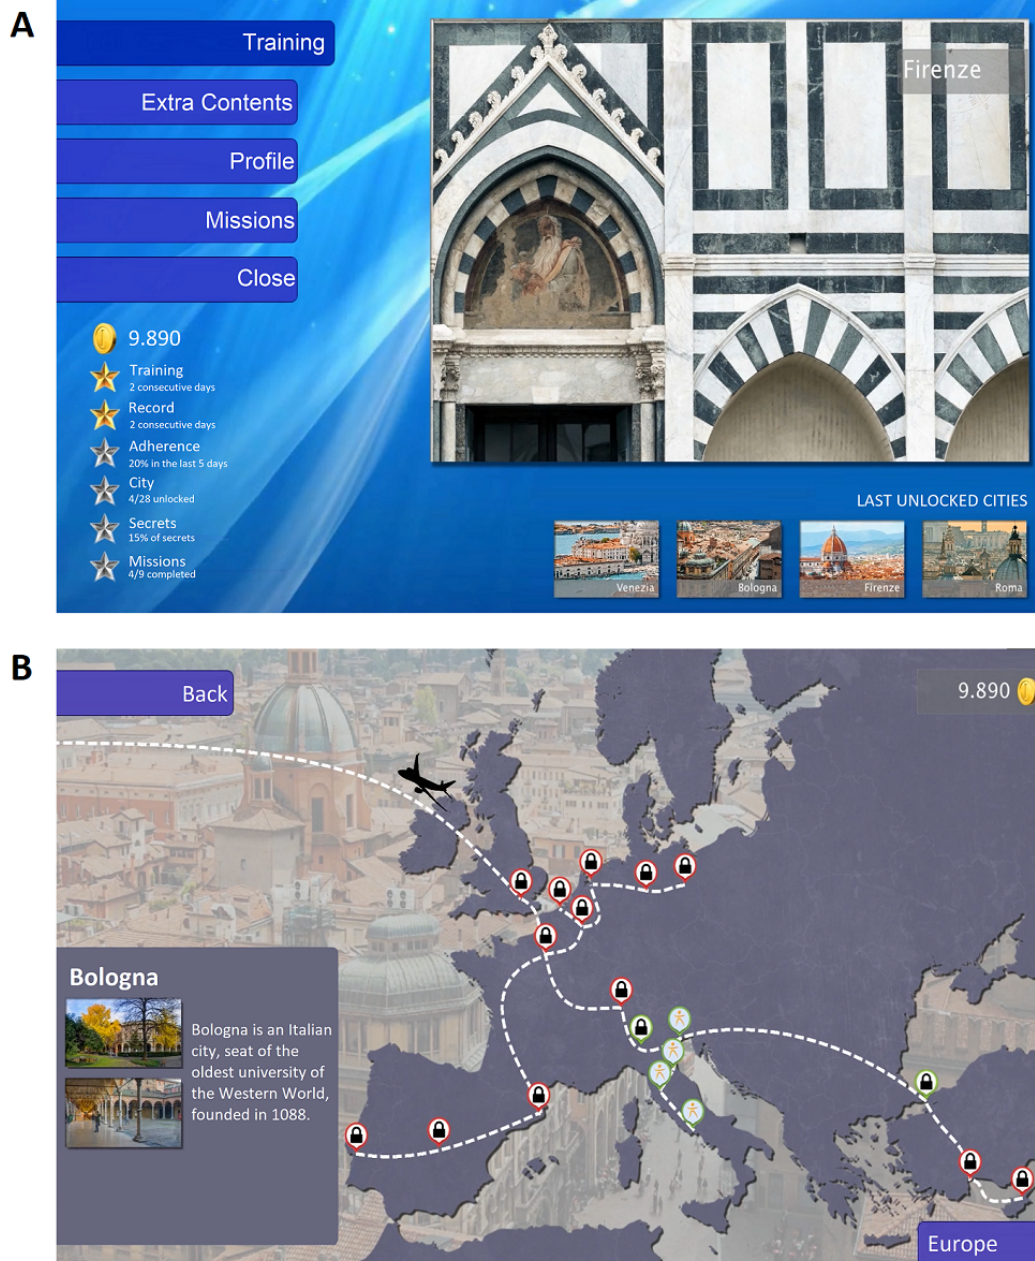 A
Training
Extra Contents
Profile
Missions
Close
9.890
Training
2 consecutive days
Record
2 consecutive days
Adherence
20% in the last 5 days
City
4/28 unlocked
Secrets
15% of secrets
Missions
4/9 completed
Firenze
LAST UNLOCKED CITIES
Venezia
Bologna
Firenze
Roma
B
Back
9.890
Bologna
Bologna is an Italian
city, seat of the
oldest university of
the Western World,
founded in 1088.
Europe